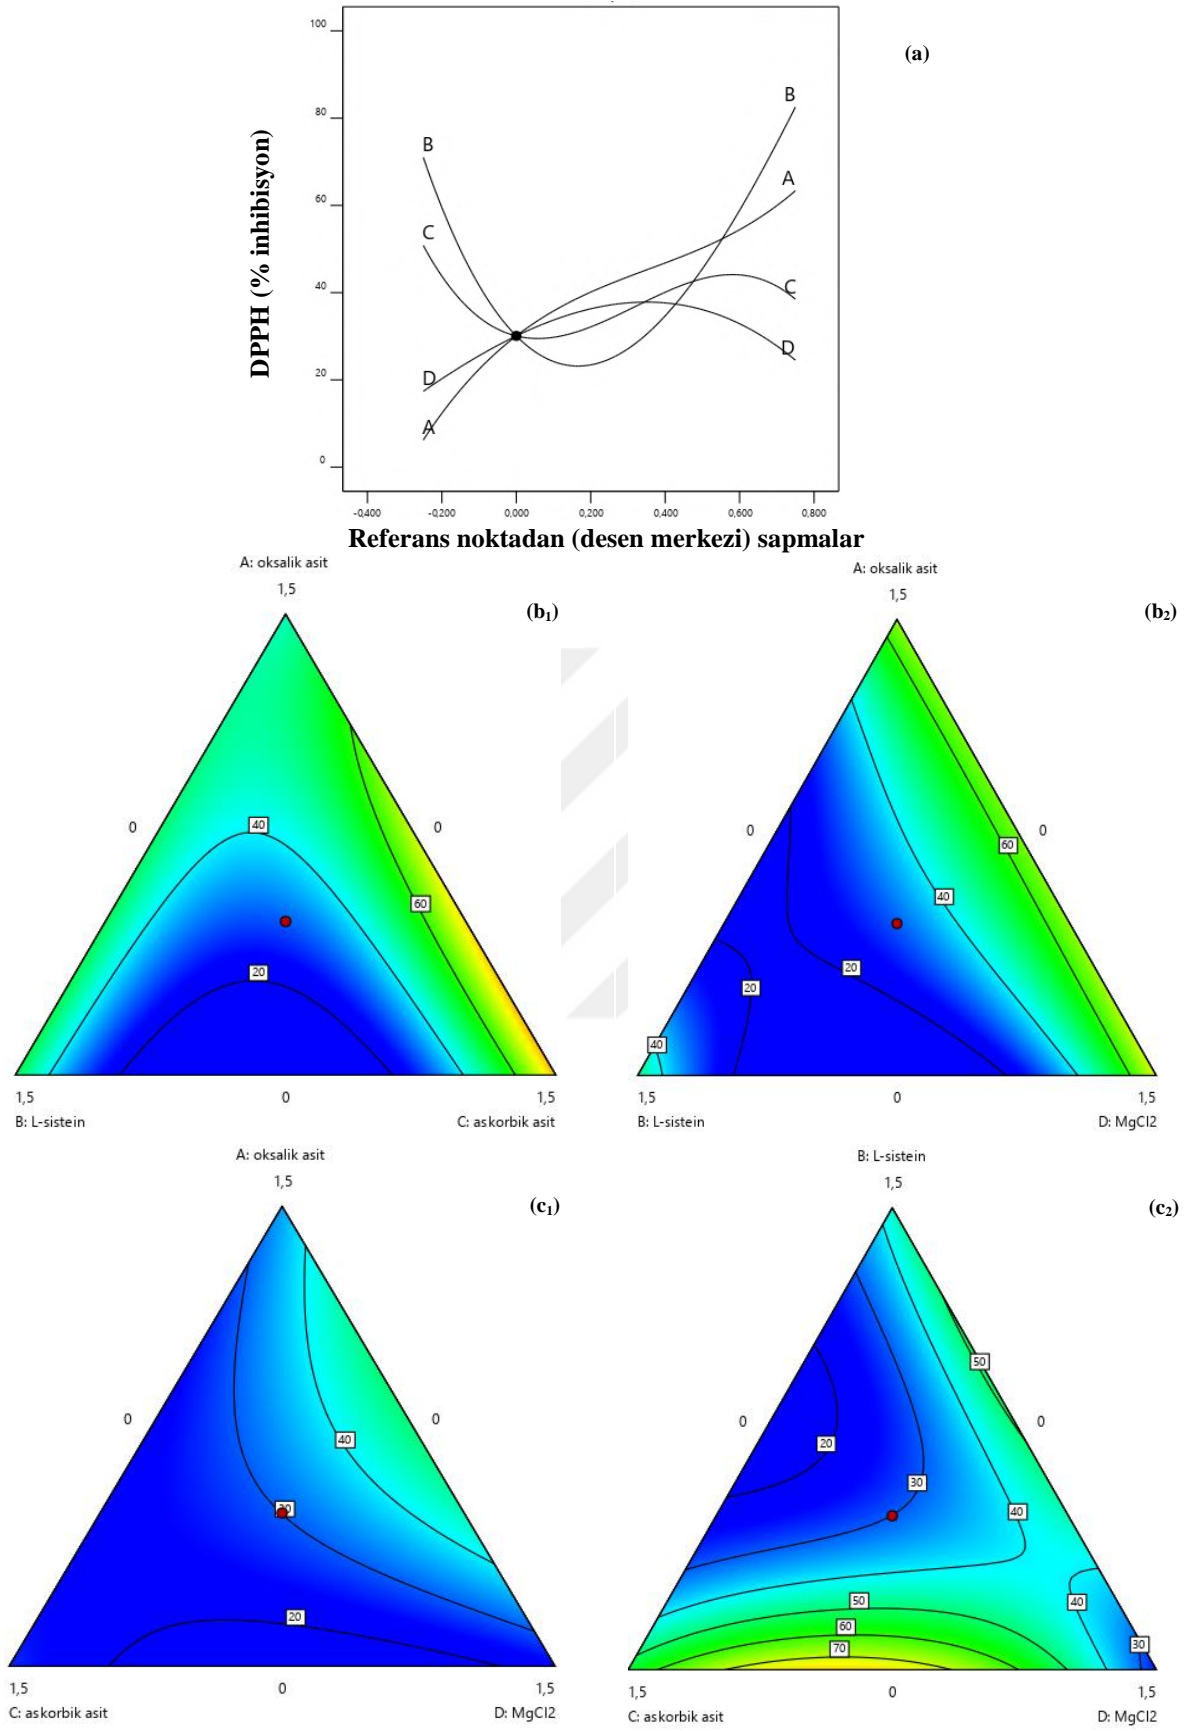 100
(a)
80
60
40
20
0
B
C
D
A
B
A
C
D
DPPH (% inhibisyon)
-0,400 -0,200 0,000 0,200 0,400 0,600 0,800
Referans noktadan (desen merkezi) sapmalar
A: oksalik asit
1,5
(b1)
0 0
40
60
20
1,5 0 1,5
B: L-sistein C: askorbik asit
A: oksalik asit
1,5
(b2)
0 0
60
40
20
20
40
1,5 0 1,5
B: L-sistein D: MgCl2
A: oksalik asit
1,5
(c1)
0 0
40
30
20
1,5 0 1,5
C: askorbik asit D: MgCl2
B: L-sistein
1,5
(c2)
50
0 0
20
30
40
50
40
60
70
30
1,5 0 1,5
C: askorbik asit D: MgCl2